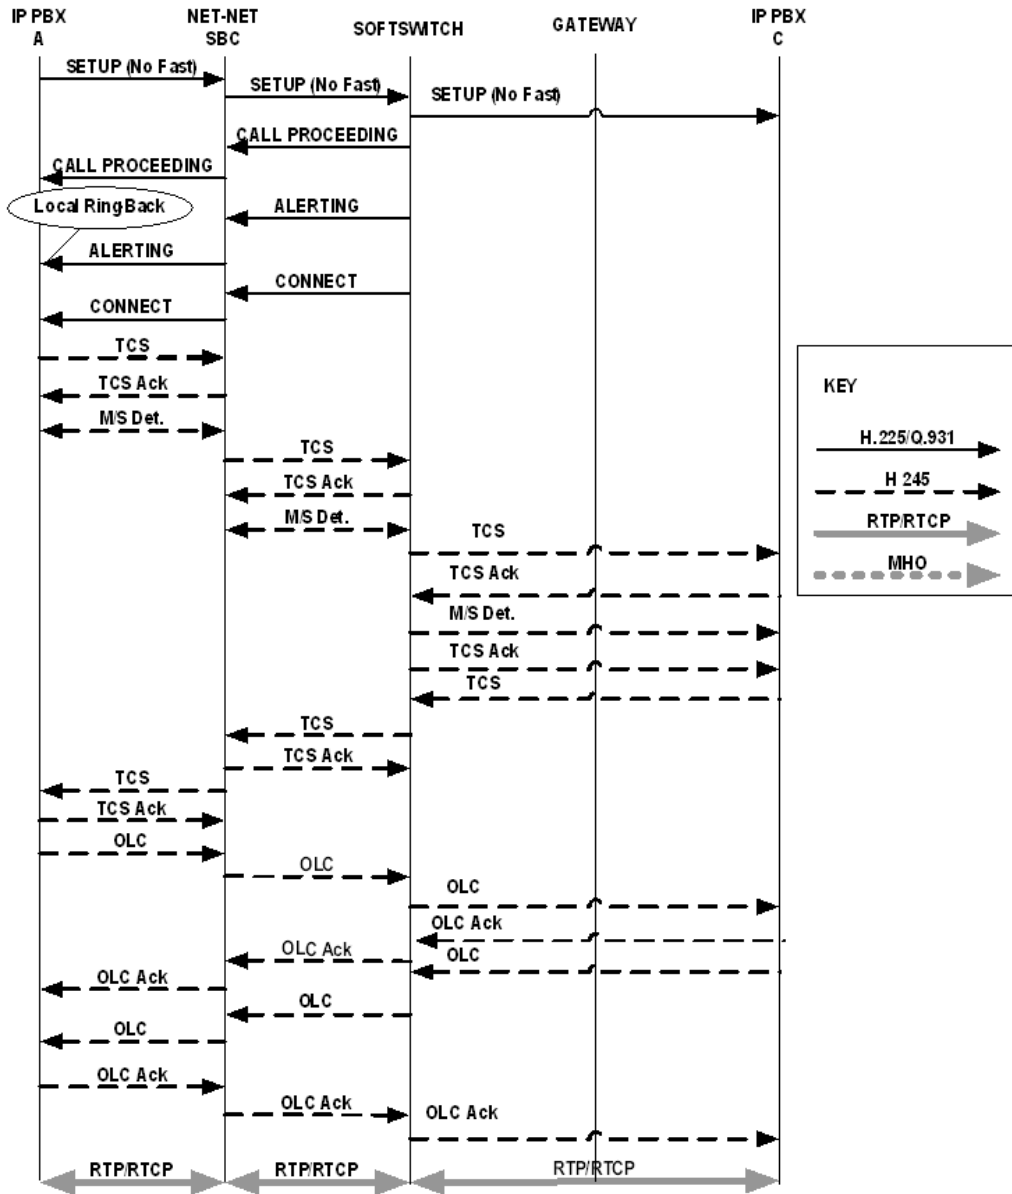 IP PBX
A
NET-NET
SBC
SOFTSWITCH
GATEWAY
IP PBX
C
SETUP (No Fast)
SETUP (No Fast)
SETUP (No Fast)
CALL PROCEEDING
CALL PROCEEDING
Local Ring-Back
ALERTING
ALERTING
CONNECT
CONNECT
TCS
TCS Ack
M/S Det.
TCS
TCS Ack
M/S Det.
TCS
TCS Ack
M/S Det.
TCS Ack
TCS
TCS
TCS Ack
TCS
TCS Ack
OLC
OLC
OLC
OLC Ack
OLC Ack
OLC
OLC Ack
OLC
OLC
OLC Ack
OLC Ack
OLC Ack
RTP/RTCP
RTP/RTCP
RTP/RTCP
KEY
H.225/Q.931
H 245
RTP/RTCP
MHO